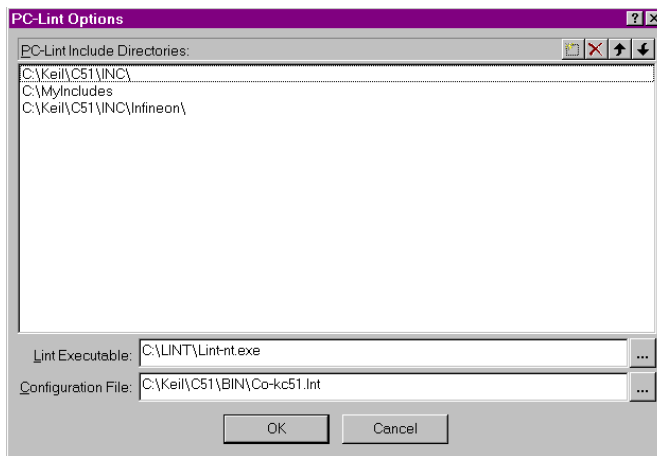 PC-Lint Options
PC-Lint Include Directories:
C:\Keil\C51\INC\
C:\MyIncludes
C:\Keil\C51\INC\Infineon\
Lint Executable: C:\LINT\Lint-nt.exe ...
Configuration File: C:\Keil\C51\BIN\Co-kc51.lnt ...
OK Cancel